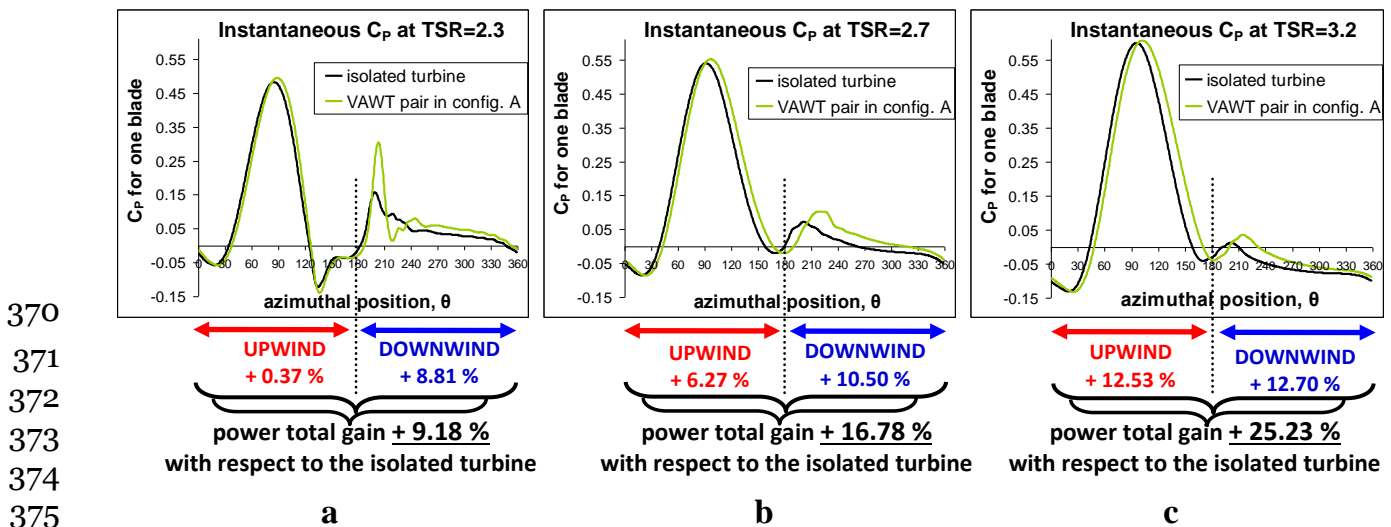 Instantaneous CP at TSR=2.3
CP for one blade
0.55
0.45
0.35
0.25
0.15
0.05
-0.05
-0.15
isolated turbine
VAWT pair in config. A
0 30 60 90 120 150 180 210 240 270 300 330 360
azimuthal position, θ
Instantaneous CP at TSR=2.7
CP for one blade
0.55
0.45
0.35
0.25
0.15
0.05
-0.05
-0.15
isolated turbine
VAWT pair in config. A
0 30 60 90 120 150 180 210 240 270 300 330 360
azimuthal position, θ
Instantaneous CP at TSR=3.2
CP for one blade
0.55
0.45
0.35
0.25
0.15
0.05
-0.05
-0.15
isolated turbine
VAWT pair in config. A
0 30 60 90 120 150 180 210 240 270 300 330 360
azimuthal position, θ
370
371
372
373
374
375
UPWIND
+ 0.37 %
DOWNWIND
+ 8.81 %
power total gain + 9.18 %
with respect to the isolated turbine
a
UPWIND
+ 6.27 %
DOWNWIND
+ 10.50 %
power total gain + 16.78 %
with respect to the isolated turbine
b
UPWIND
+ 12.53 %
DOWNWIND
+ 12.70 %
power total gain + 25.23 %
with respect to the isolated turbine
c